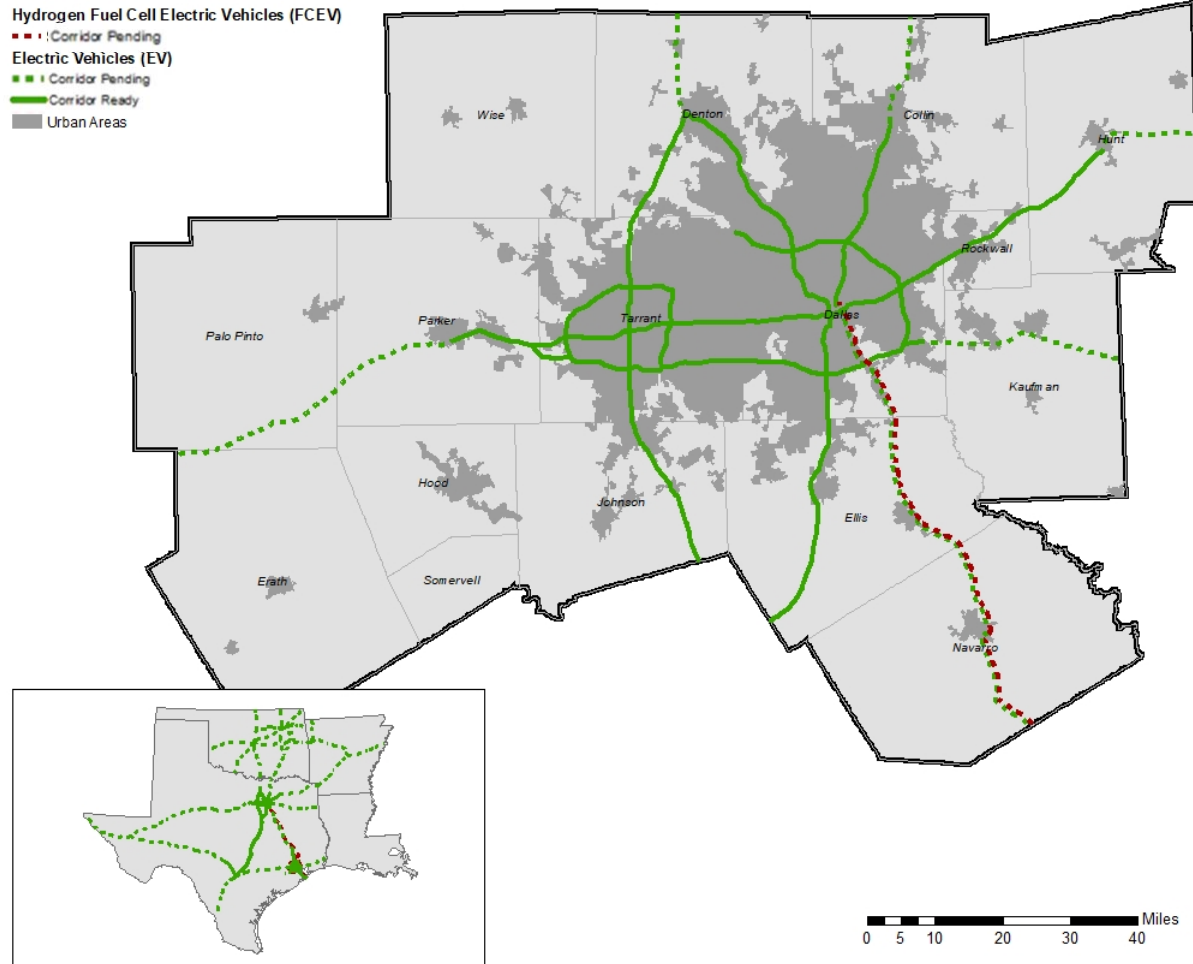 Hydrogen Fuel Cell Electric Vehicles (FCEV)
Corridor Pending
Electric Vehicles (EV)
Corridor Pending
Corridor Ready
Urban Areas
Wise
Denton
Collin
Hunt
Rockwall
Palo Pinto
Parker
Tarrant
Dallas
Kaufman
Hood
Johnson
Ellis
Erath
Somervell
Navarro
Miles
0 5 10 20 30 40